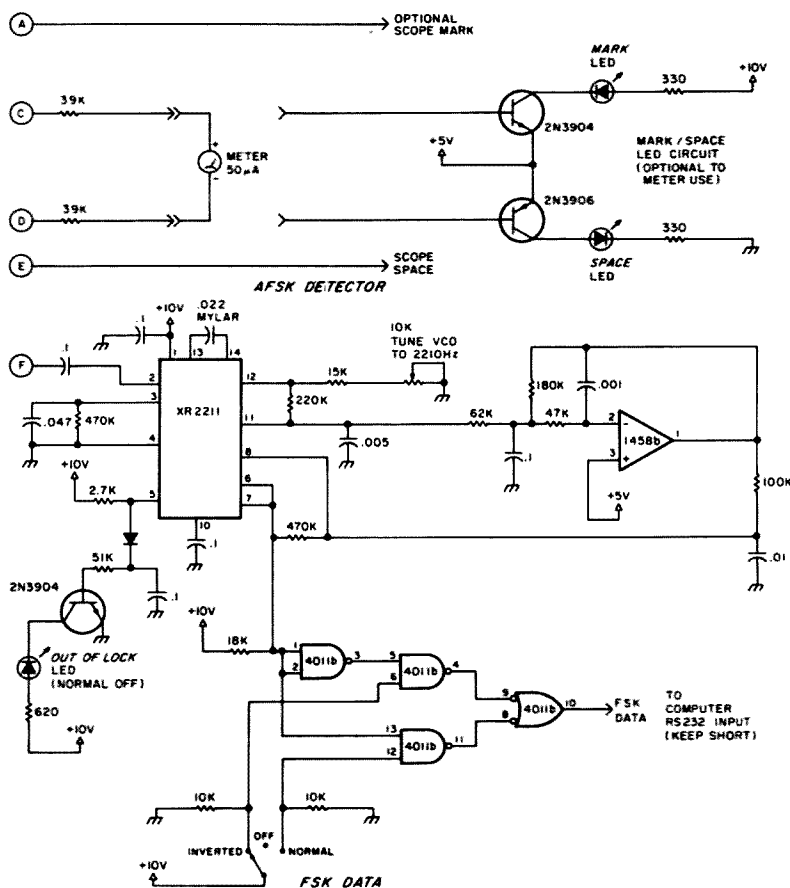 A
OPTIONAL
SCOPE MARK
MARK
LED
330
+10V
39K
C
2N3904
+
METER
50µA
-
+5V
MARK / SPACE
LED CIRCUIT
(OPTIONAL TO
METER USE)
2N3906
39K
D
330
SPACE
LED
E
SCOPE
SPACE
AFSK DETECTOR
.1
+10V
.022
MYLAR
10K
TUNE VCO
TO 2210Hz
1
13
14
F
.1
2
12
15K
3
XR2211
220K
180K
.001
.047
470K
11
62K
47K
2
-
1458b
1
4
.005
.1
3
+
8
+10V
+5V
100K
2.7K
5
6
7
10
470K
.1
.01
51K
.1
2N3904
+10V
18K
1
2
4011b
3
5
6
4011b
4
OUT OF LOCK
LED
(NORMAL OFF)
9
8
4011b
10
FSK
DATA
TO
COMPUTER
RS232 INPUT
(KEEP SHORT)
620
13
12
4011b
11
+10V
10K
10K
OFF
INVERTED
NORMAL
+10V
FSK DATA